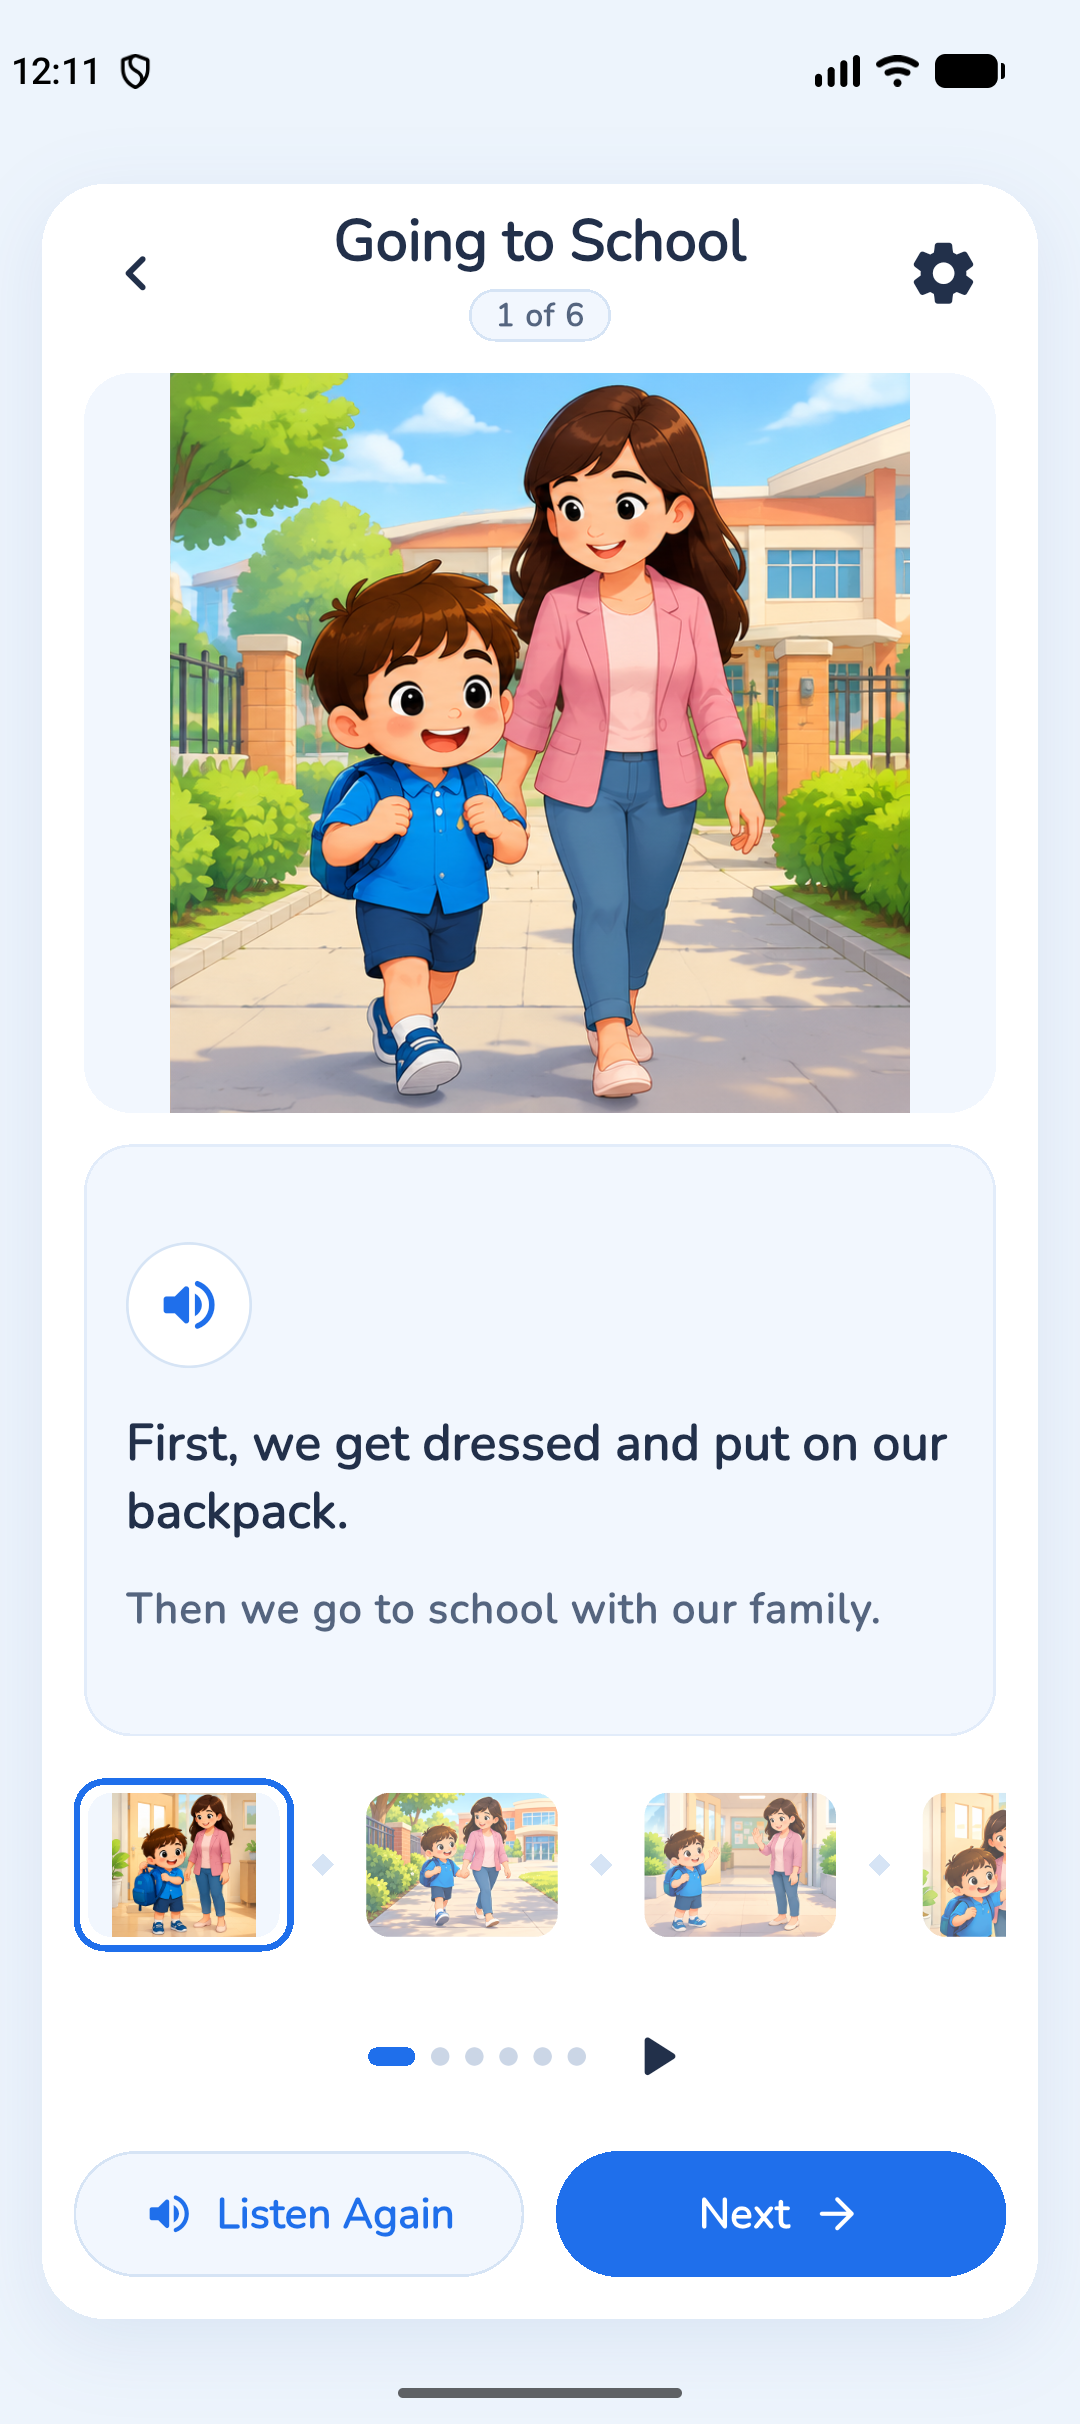 12:11
Going to School
1 of 6
First, we get dressed and put on our
backpack.
Then we go to school with our family.
Listen Again
Next